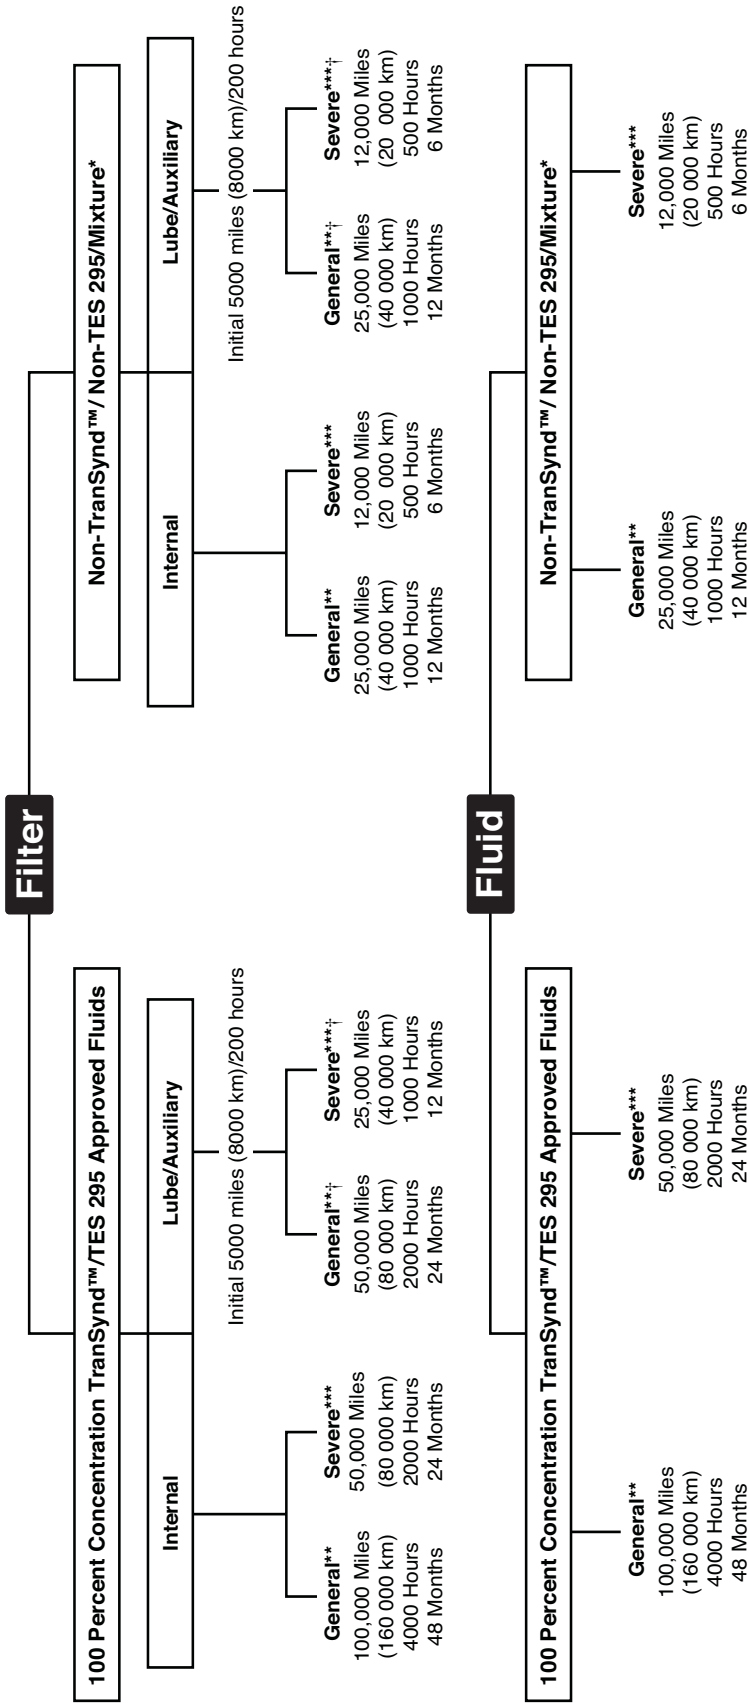 Filter
100 Percent Concentration TranSynd™/TES 295 Approved Fluids
Internal
General**
100,000 Miles
(160 000 km)
4000 Hours
48 Months
Severe***
50,000 Miles
(80 000 km)
2000 Hours
24 Months
Lube/Auxiliary
Initial 5000 miles (8000 km)/200 hours
General**†
50,000 Miles
(80 000 km)
2000 Hours
24 Months
Severe***†
25,000 Miles
(40 000 km)
1000 Hours
12 Months
Non-TranSynd™/ Non-TES 295/Mixture*
Internal
General**
25,000 Miles
(40 000 km)
1000 Hours
12 Months
Severe***
12,000 Miles
(20 000 km)
500 Hours
6 Months
Lube/Auxiliary
Initial 5000 miles (8000 km)/200 hours
General**†
25,000 Miles
(40 000 km)
1000 Hours
12 Months
Severe***†
12,000 Miles
(20 000 km)
500 Hours
6 Months
Fluid
100 Percent Concentration TranSynd™/TES 295 Approved Fluids
General**
100,000 Miles
(160 000 km)
4000 Hours
48 Months
Severe***
50,000 Miles
(80 000 km)
2000 Hours
24 Months
Non-TranSynd™/ Non-TES 295/Mixture*
General**
25,000 Miles
(40 000 km)
1000 Hours
12 Months
Severe***
12,000 Miles
(20 000 km)
500 Hours
6 Months